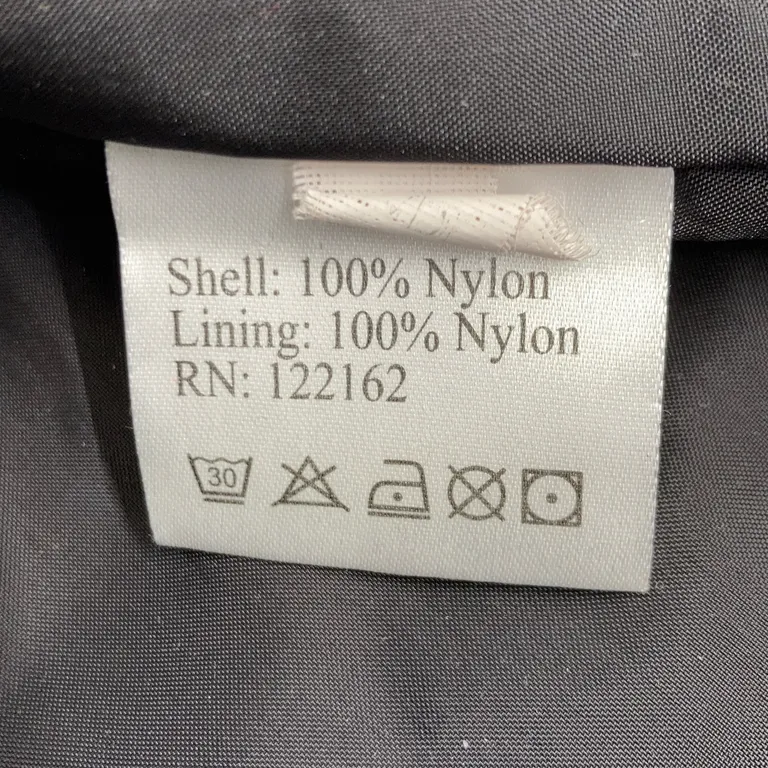 Shell: 100% Nylon
Lining: 100% Nylon
RN: 122162
30